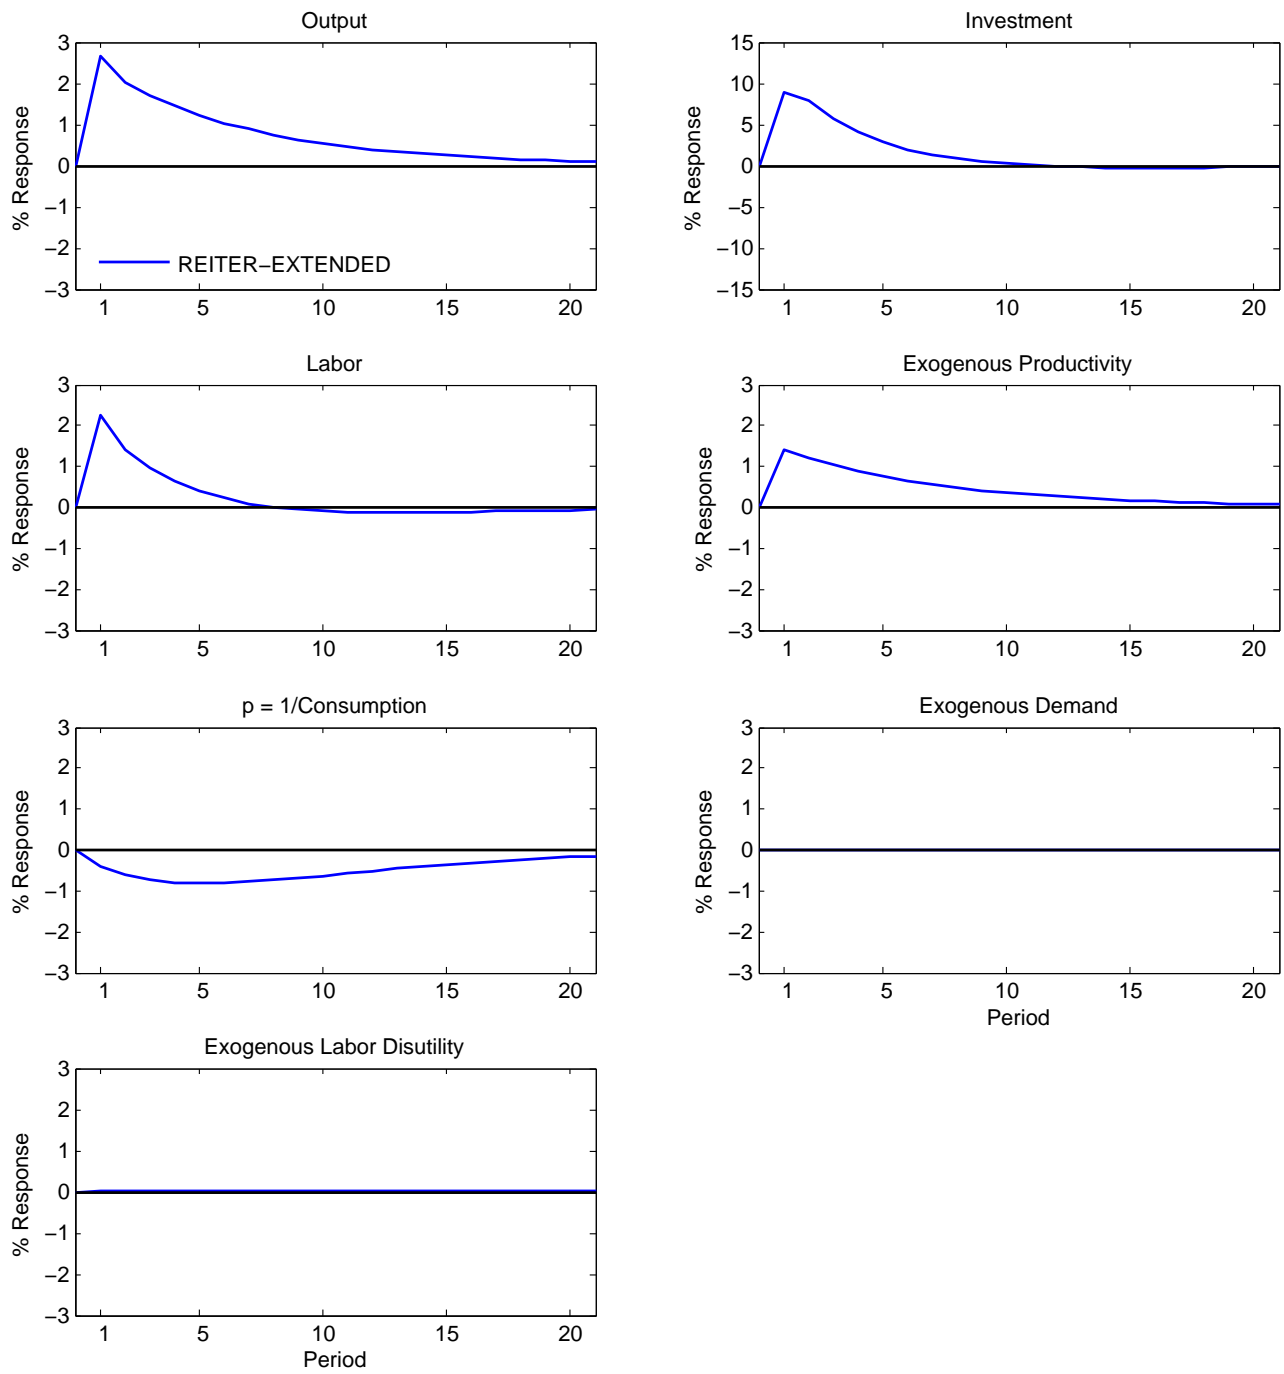 Output
% Response
3
2
1
0
−1
−2
−3
REITER−EXTENDED
1 5 10 15 20
Investment
% Response
15
10
5
0
−5
−10
−15
1 5 10 15 20
Labor
% Response
3
2
1
0
−1
−2
−3
1 5 10 15 20
Exogenous Productivity
% Response
3
2
1
0
−1
−2
−3
1 5 10 15 20
p = 1/Consumption
% Response
3
2
1
0
−1
−2
−3
1 5 10 15 20
Exogenous Demand
% Response
3
2
1
0
−1
−2
−3
1 5 10 15 20
Period
Exogenous Labor Disutility
% Response
3
2
1
0
−1
−2
−3
1 5 10 15 20
Period